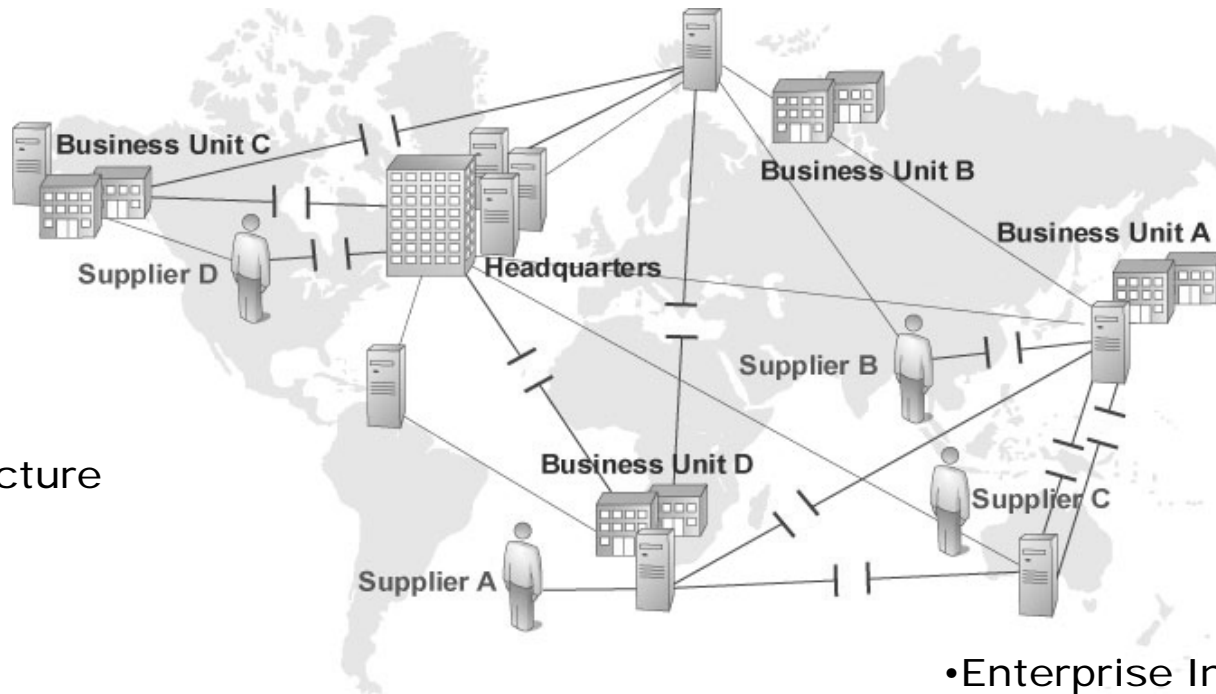 Business Unit C
Business Unit B
Business Unit A
Supplier D
Headquarters
Supplier B
Business Unit D
cture
Supplier C
Supplier A
•Enterprise In